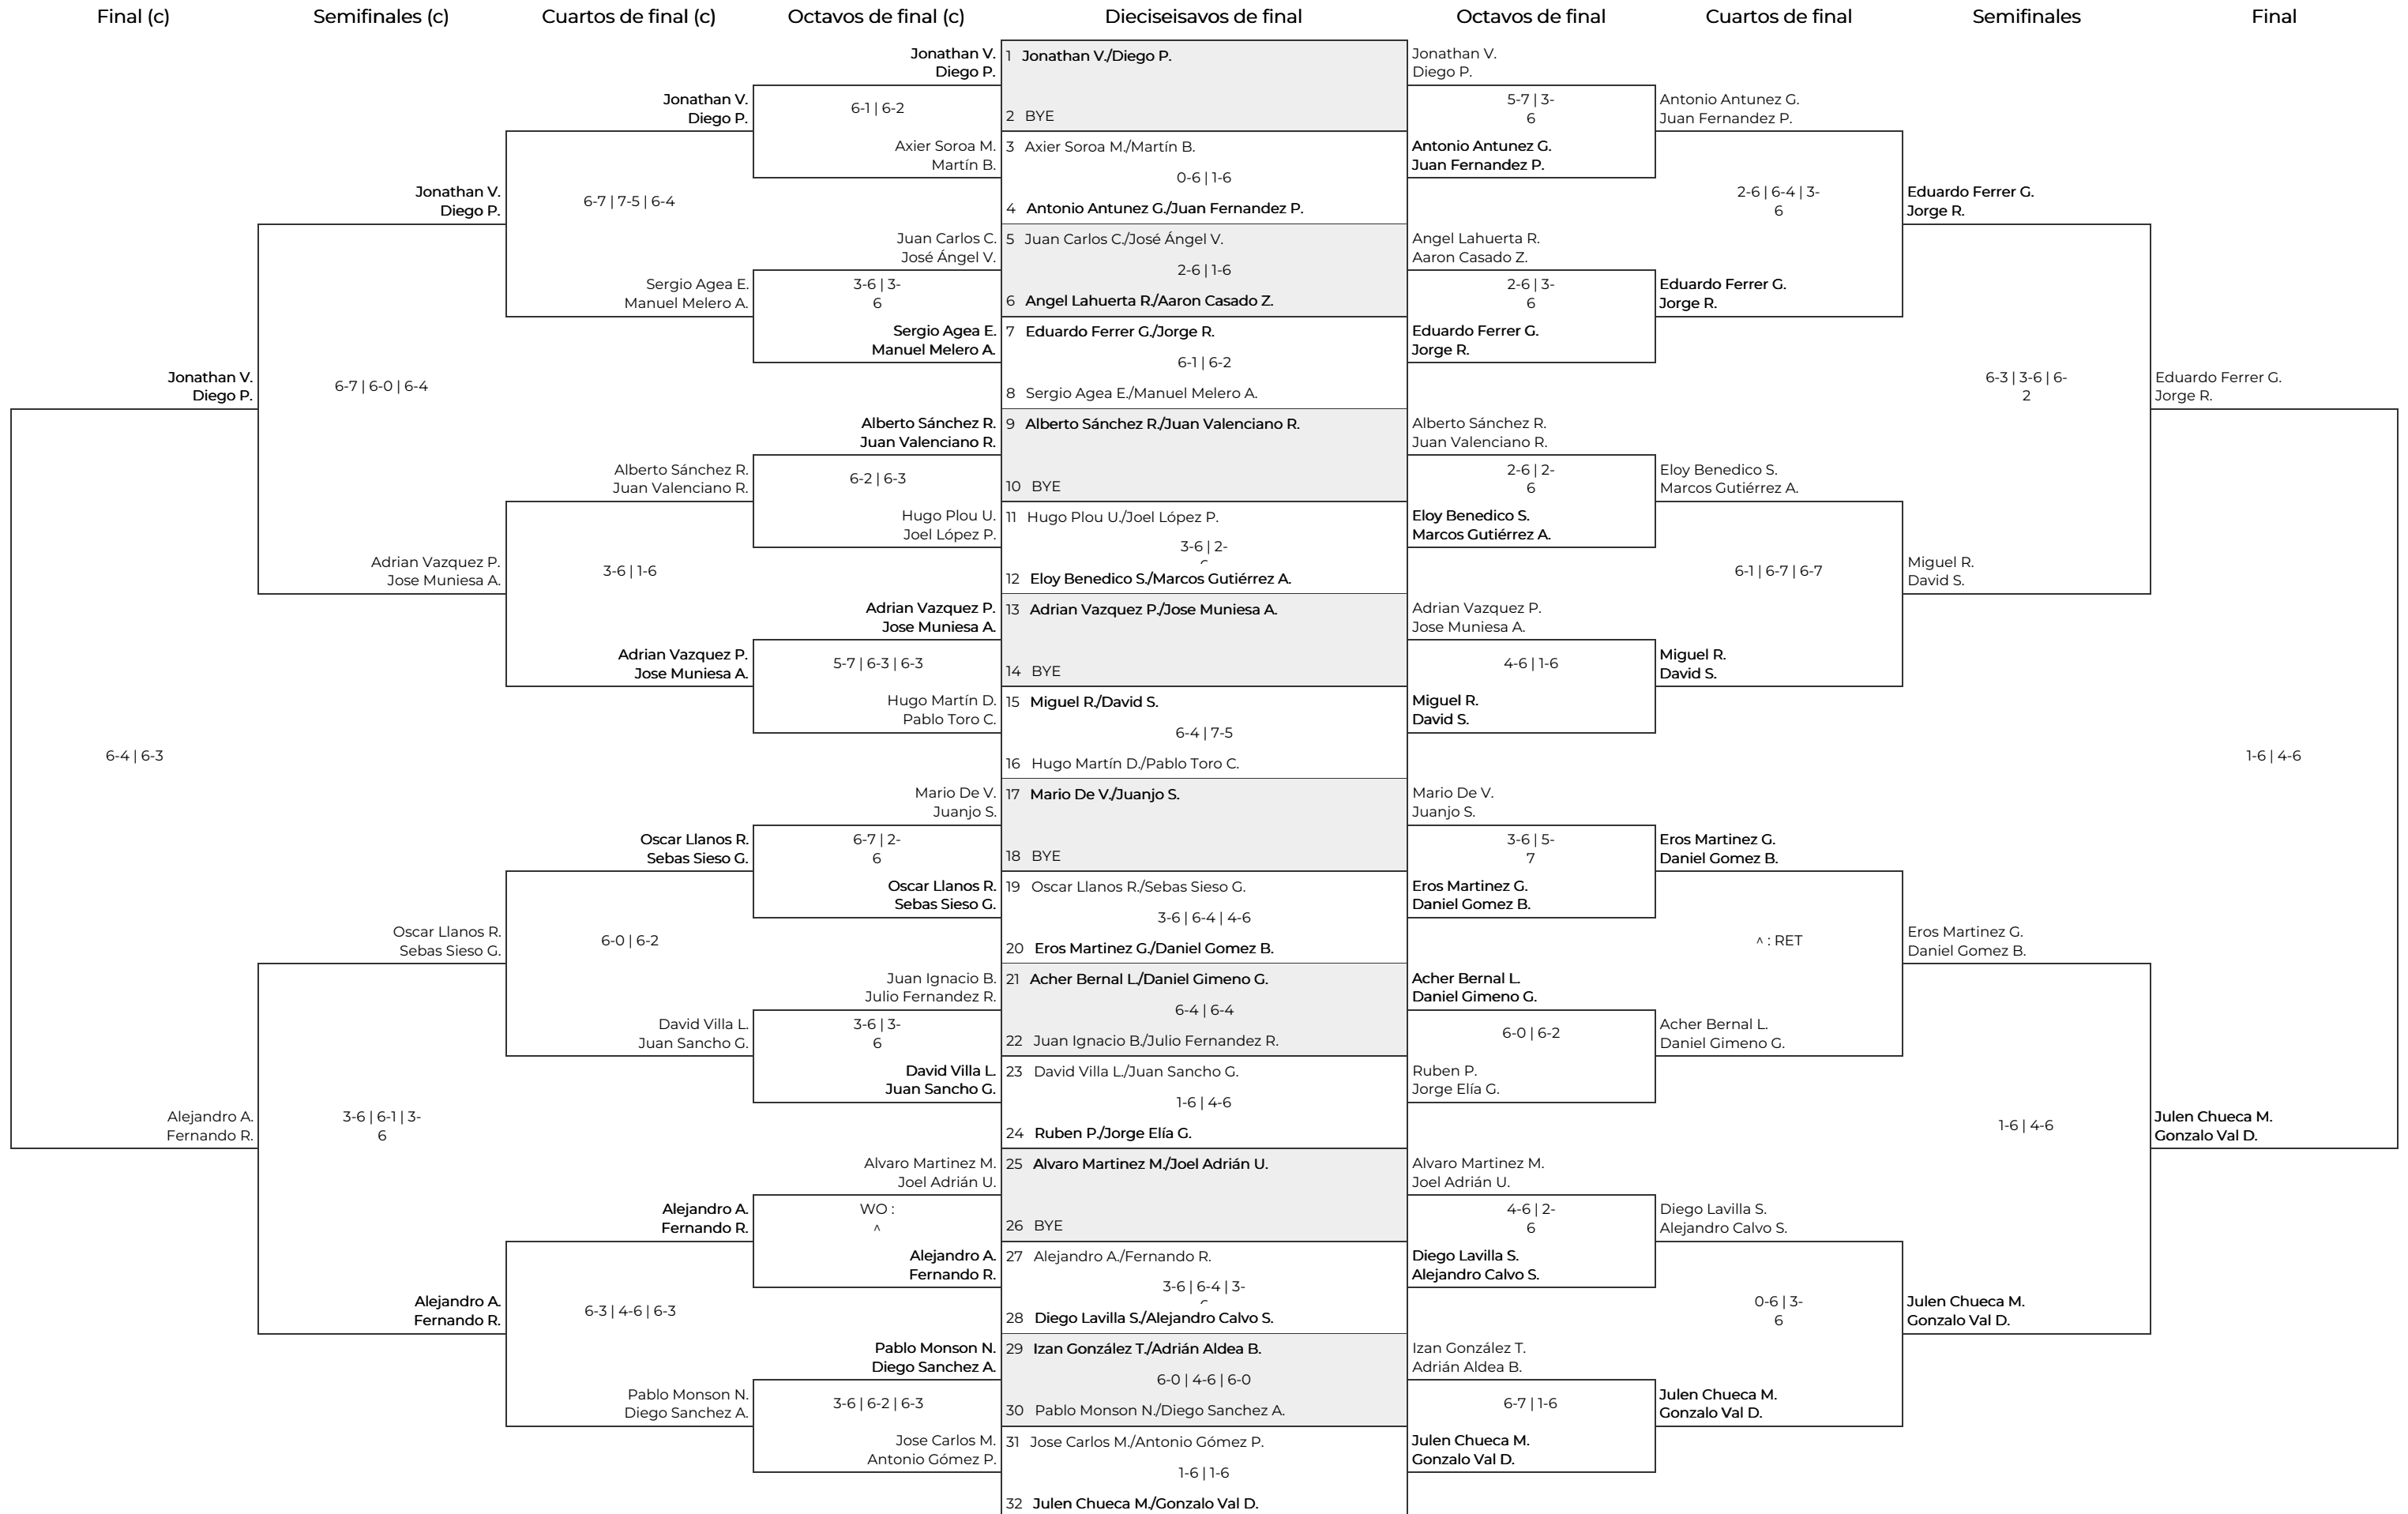 Final (c)
Semifinales (c)
Cuartos de final (c)
Octavos de final (c)
Dieciseisavos de final
Octavos de final
Cuartos de final
Semifinales
Final
Jonathan V.
Diego P.
6-4 | 6-3
Alejandro A.
Fernando R.
Jonathan V.
Diego P.
6-7 | 6-0 | 6-4
Adrian Vazquez P.
Jose Muniesa A.
Oscar Llanos R.
Sebas Sieso G.
3-6 | 6-1 | 3-
6
Alejandro A.
Fernando R.
Jonathan V.
Diego P.
6-7 | 7-5 | 6-4
Sergio Agea E.
Manuel Melero A.
Alberto Sánchez R.
Juan Valenciano R.
3-6 | 1-6
Adrian Vazquez P.
Jose Muniesa A.
Oscar Llanos R.
Sebas Sieso G.
6-0 | 6-2
David Villa L.
Juan Sancho G.
Alejandro A.
Fernando R.
6-3 | 4-6 | 6-3
Pablo Monson N.
Diego Sanchez A.
Jonathan V.
Diego P.
6-1 | 6-2
Axier Soroa M.
Martín B.
Juan Carlos C.
José Ángel V.
3-6 | 3-
6
Sergio Agea E.
Manuel Melero A.
Alberto Sánchez R.
Juan Valenciano R.
6-2 | 6-3
Hugo Plou U.
Joel López P.
Adrian Vazquez P.
Jose Muniesa A.
5-7 | 6-3 | 6-3
Hugo Martín D.
Pablo Toro C.
Mario De V.
Juanjo S.
6-7 | 2-
6
Oscar Llanos R.
Sebas Sieso G.
Juan Ignacio B.
Julio Fernandez R.
3-6 | 3-
6
David Villa L.
Juan Sancho G.
Alvaro Martinez M.
Joel Adrián U.
WO :
^
Alejandro A.
Fernando R.
Pablo Monson N.
Diego Sanchez A.
3-6 | 6-2 | 6-3
Jose Carlos M.
Antonio Gómez P.
1 Jonathan V./Diego P.
2 BYE
3 Axier Soroa M./Martín B.
0-6 | 1-6
4 Antonio Antunez G./Juan Fernandez P.
5 Juan Carlos C./José Ángel V.
2-6 | 1-6
6 Angel Lahuerta R./Aaron Casado Z.
7 Eduardo Ferrer G./Jorge R.
6-1 | 6-2
8 Sergio Agea E./Manuel Melero A.
9 Alberto Sánchez R./Juan Valenciano R.
10 BYE
11 Hugo Plou U./Joel López P.
3-6 | 2-
12 Eloy Benedico S./Marcos Gutiérrez A.
13 Adrian Vazquez P./Jose Muniesa A.
14 BYE
15 Miguel R./David S.
6-4 | 7-5
16 Hugo Martín D./Pablo Toro C.
17 Mario De V./Juanjo S.
18 BYE
19 Oscar Llanos R./Sebas Sieso G.
3-6 | 6-4 | 4-6
20 Eros Martinez G./Daniel Gomez B.
21 Acher Bernal L./Daniel Gimeno G.
6-4 | 6-4
22 Juan Ignacio B./Julio Fernandez R.
23 David Villa L./Juan Sancho G.
1-6 | 4-6
24 Ruben P./Jorge Elía G.
25 Alvaro Martinez M./Joel Adrián U.
26 BYE
27 Alejandro A./Fernando R.
3-6 | 6-4 | 3-
28 Diego Lavilla S./Alejandro Calvo S.
29 Izan González T./Adrián Aldea B.
6-0 | 4-6 | 6-0
30 Pablo Monson N./Diego Sanchez A.
31 Jose Carlos M./Antonio Gómez P.
1-6 | 1-6
32 Julen Chueca M./Gonzalo Val D.
Jonathan V.
Diego P.
5-7 | 3-
6
Antonio Antunez G.
Juan Fernandez P.
Angel Lahuerta R.
Aaron Casado Z.
2-6 | 3-
6
Eduardo Ferrer G.
Jorge R.
Alberto Sánchez R.
Juan Valenciano R.
2-6 | 2-
6
Eloy Benedico S.
Marcos Gutiérrez A.
Adrian Vazquez P.
Jose Muniesa A.
4-6 | 1-6
Miguel R.
David S.
Mario De V.
Juanjo S.
3-6 | 5-
7
Eros Martinez G.
Daniel Gomez B.
Acher Bernal L.
Daniel Gimeno G.
6-0 | 6-2
Ruben P.
Jorge Elía G.
Alvaro Martinez M.
Joel Adrián U.
4-6 | 2-
6
Diego Lavilla S.
Alejandro Calvo S.
Izan González T.
Adrián Aldea B.
6-7 | 1-6
Julen Chueca M.
Gonzalo Val D.
Antonio Antunez G.
Juan Fernandez P.
2-6 | 6-4 | 3-
6
Eduardo Ferrer G.
Jorge R.
Eloy Benedico S.
Marcos Gutiérrez A.
6-1 | 6-7 | 6-7
Miguel R.
David S.
Eros Martinez G.
Daniel Gomez B.
^ : RET
Acher Bernal L.
Daniel Gimeno G.
Diego Lavilla S.
Alejandro Calvo S.
0-6 | 3-
6
Julen Chueca M.
Gonzalo Val D.
Eduardo Ferrer G.
Jorge R.
6-3 | 3-6 | 6-
2
Miguel R.
David S.
Eros Martinez G.
Daniel Gomez B.
1-6 | 4-6
Julen Chueca M.
Gonzalo Val D.
Eduardo Ferrer G.
Jorge R.
1-6 | 4-6
Julen Chueca M.
Gonzalo Val D.